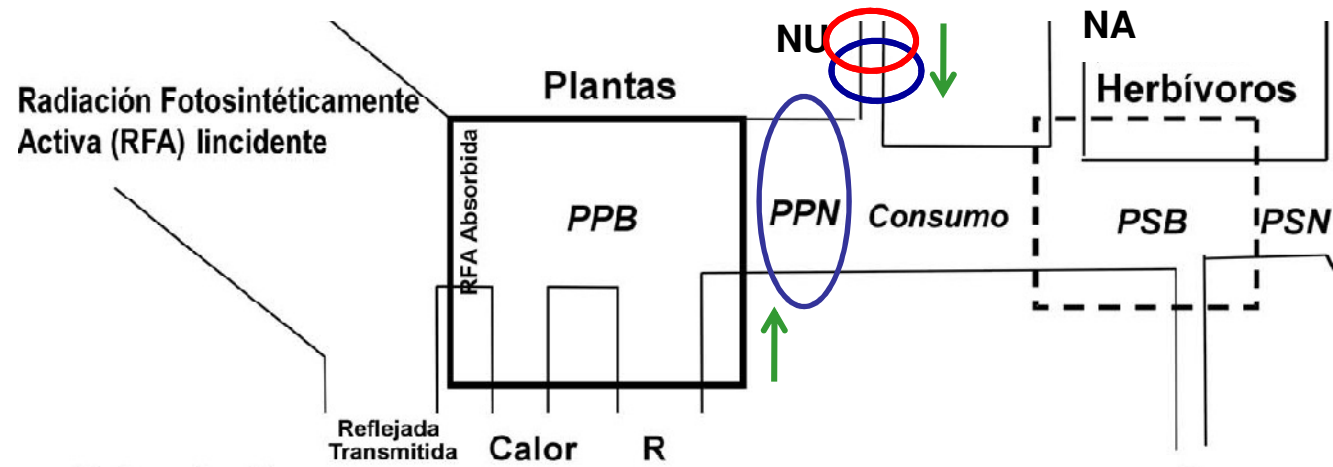 NU
NA
Plantas
Herbívoros
Radiación Fotosintéticamente
Activa (RFA) Iincidente
RFA Absorbida
PPB
PPN
Consumo
PSB
PSN
Reflejada
Transmitida
Calor
R